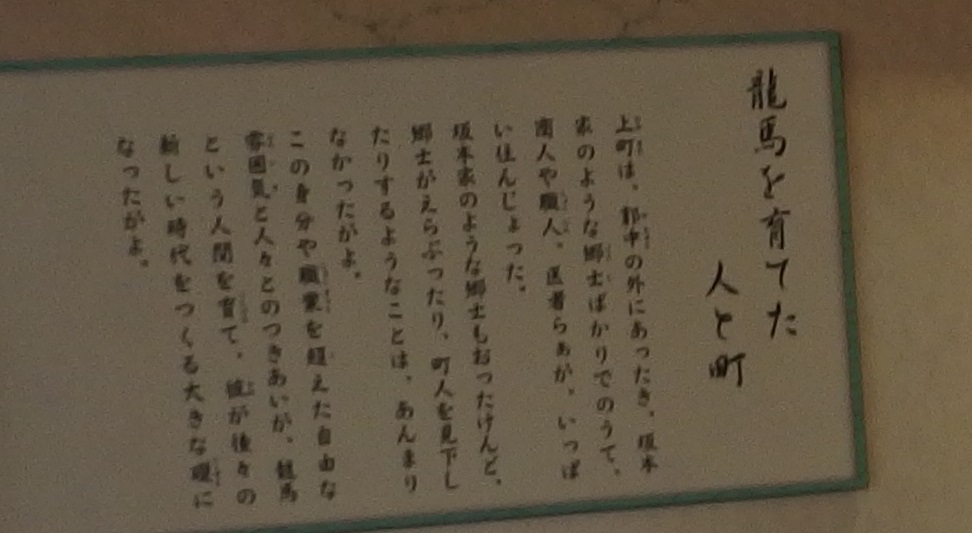 龍馬を育てた
人と町
上町は、郭中の外にあったき、坂本
家のような郷士ばかりでのうて、
商人や職人、医者らぁが、いっぱ
い住んじょった。
坂本家のような郷士もおったけんど、
郷士がえらぶったり、町人を見下し
たりするようなことは、あんまり
なかったがよ。
この身分や職業を超えた自由な
雰囲気と人々とのつきあいが、龍馬
という人間を育て、彼が後々の
新しい時代をつくる大きな礎に
なったがよ。